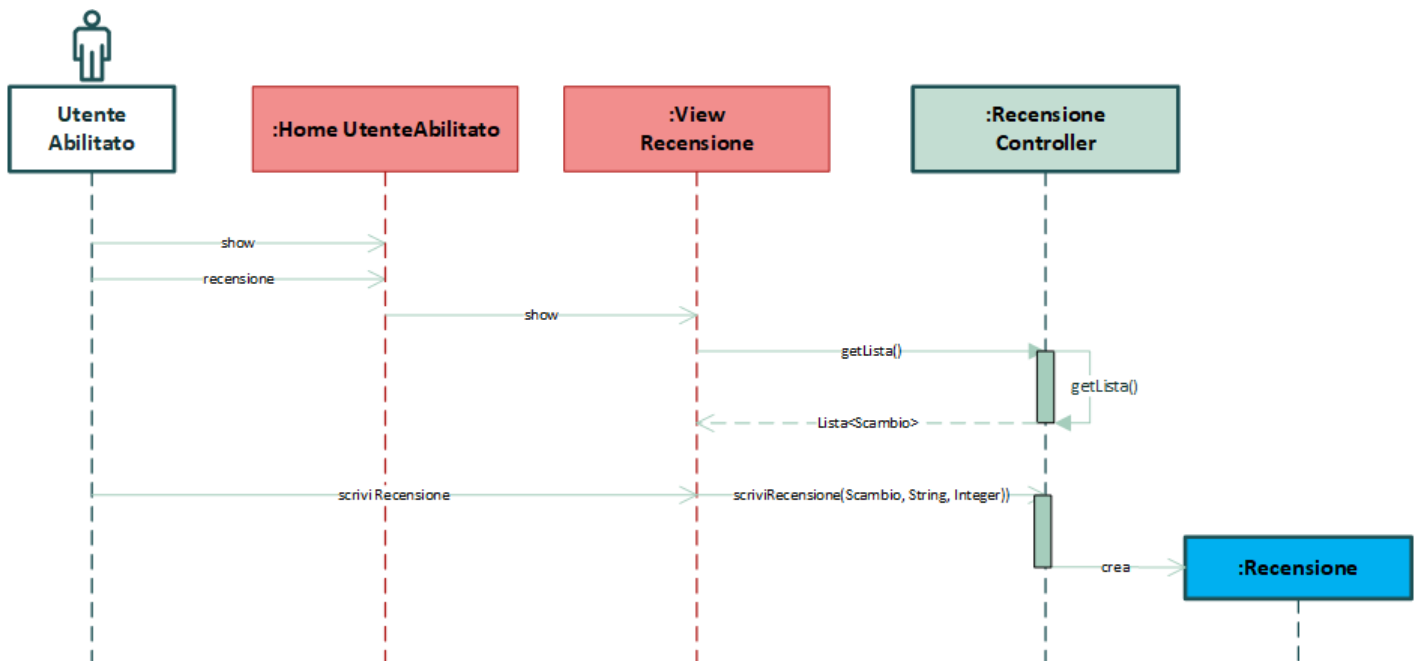 Utente
Abilitato
:Home UtenteAbilitato
:View
Recensione
:Recensione
Controller
show
recensione
show
getLista()
getLista()
Lista<Scambio>
scrivi Recensione
scriviRecensione(Scambio, String, Integer))
crea
:Recensione